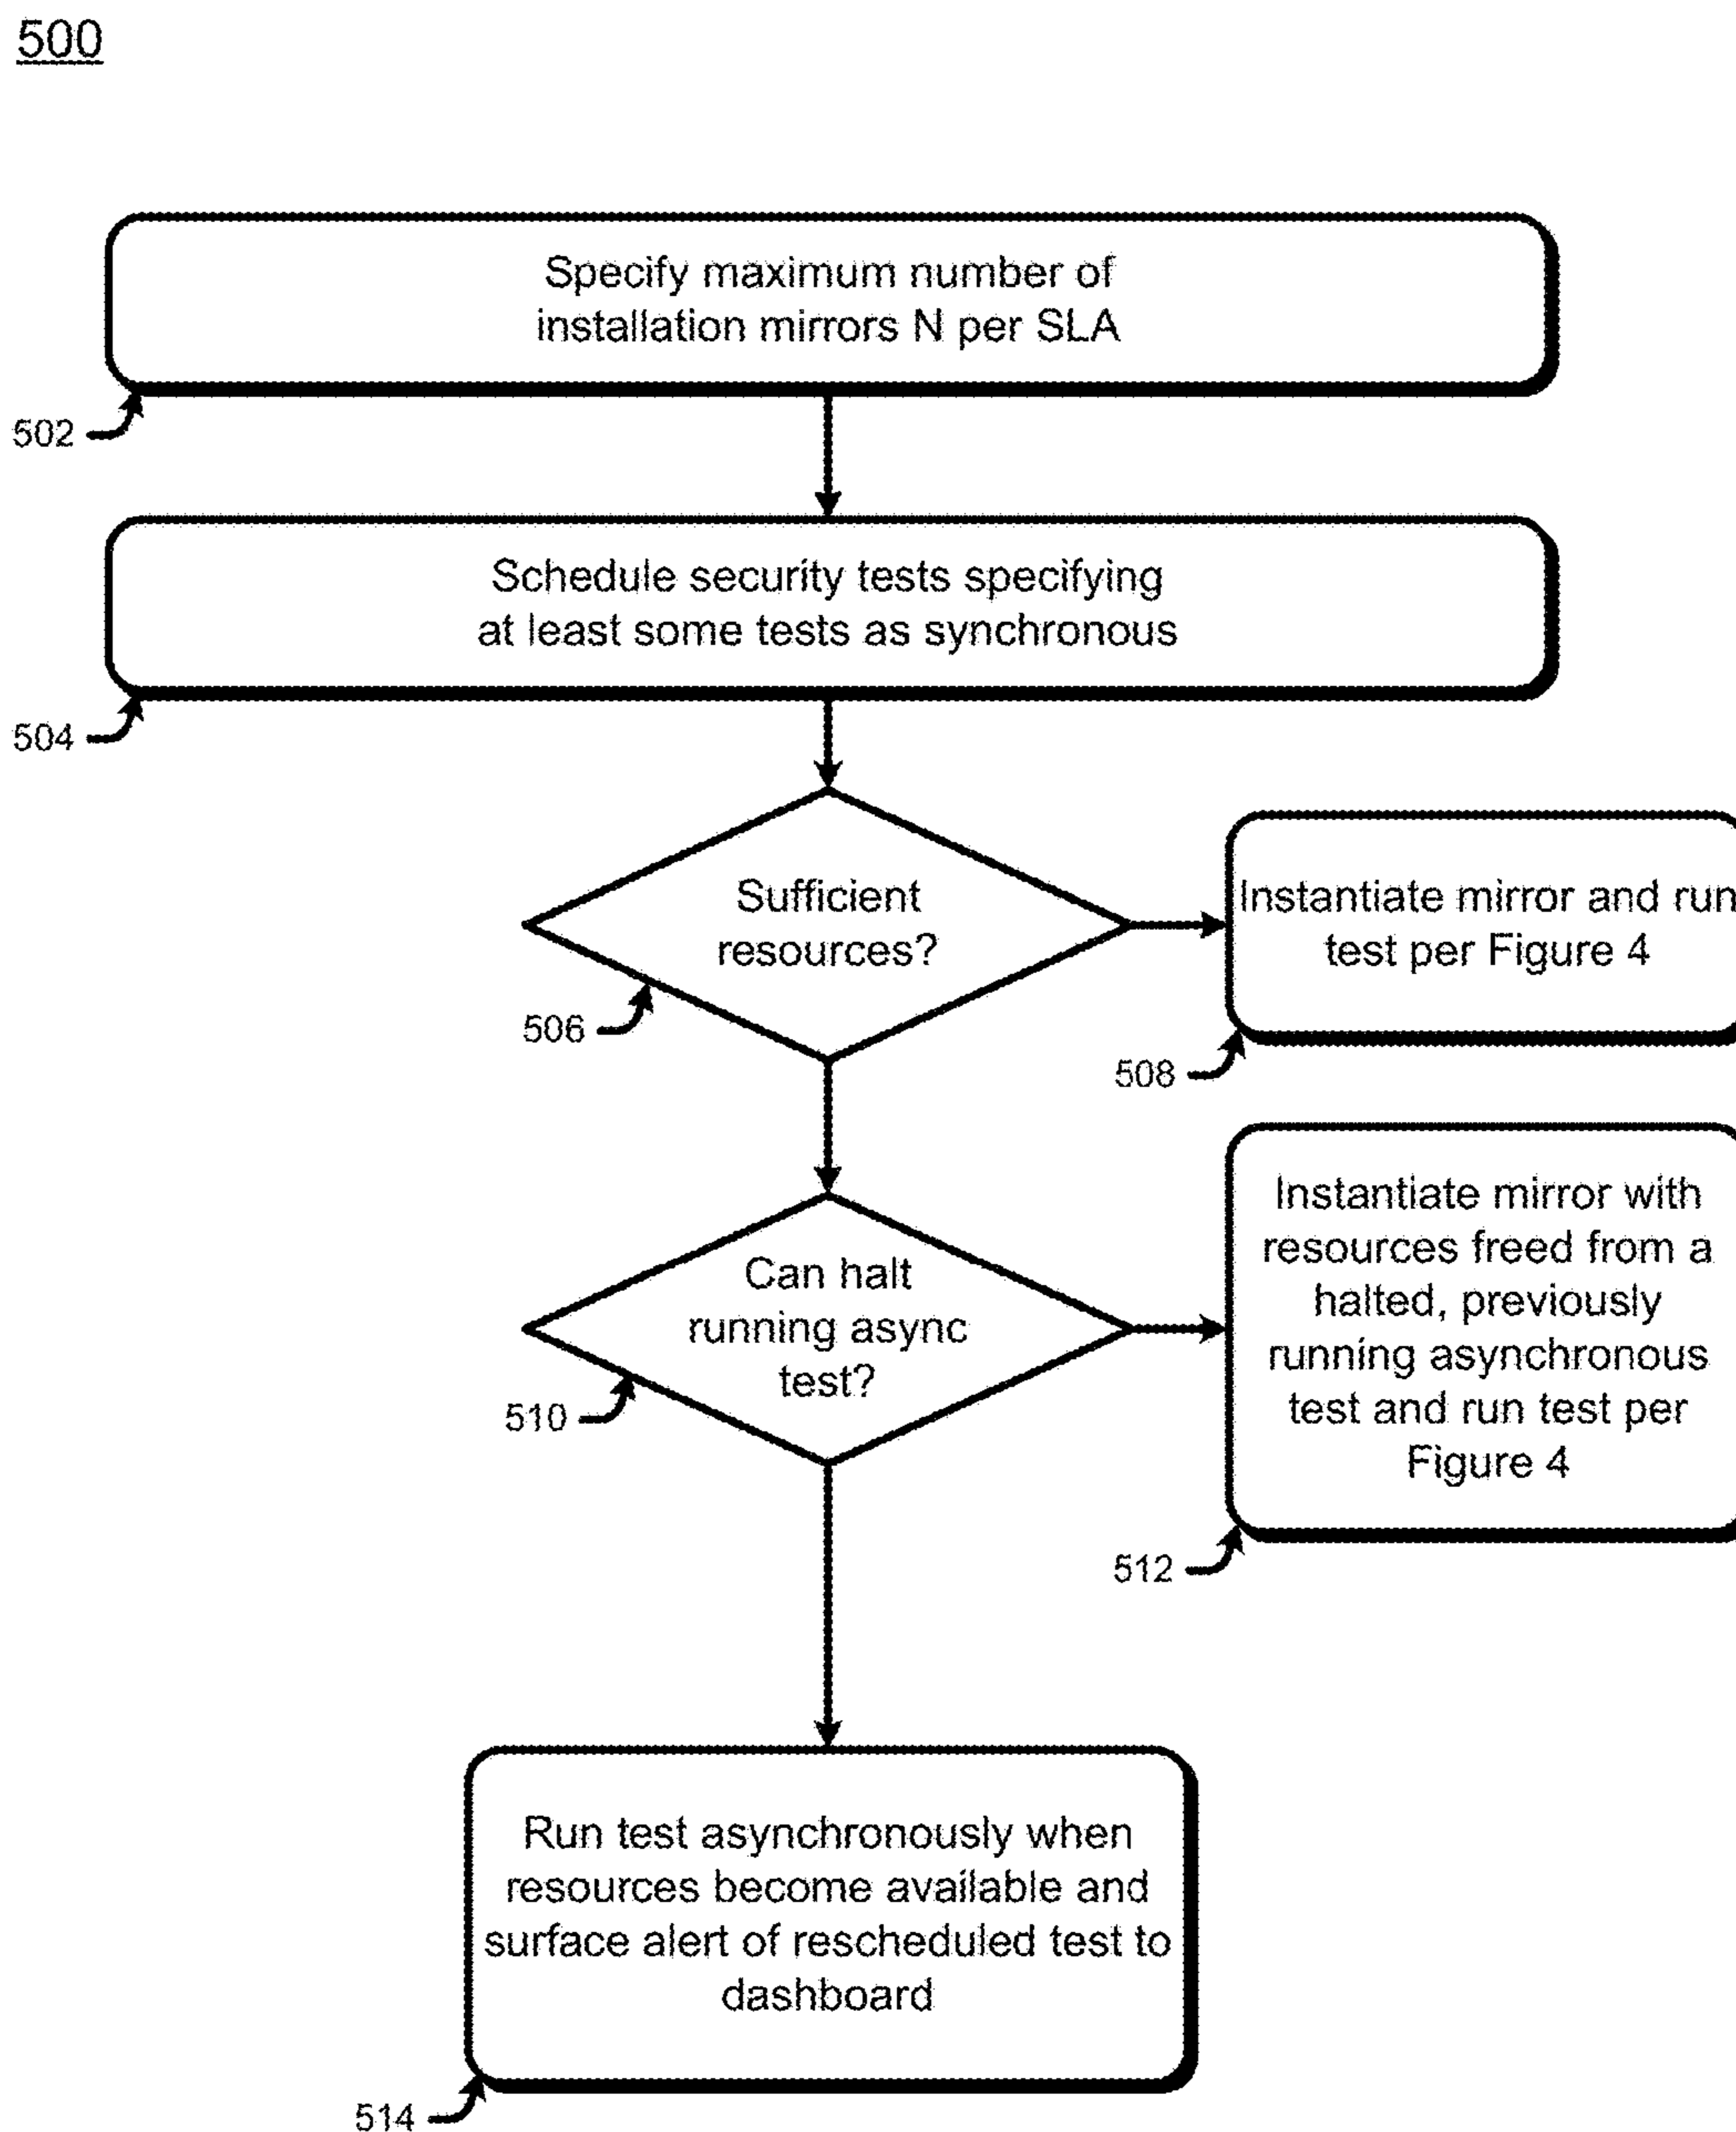 500
Specify maximum number of
installation mirrors N per SLA
502
Schedule security tests specifying
at least some tests as synchronous
504
Sufficient
resources?
506
Instantiate mirror and run
test per Figure 4
508
Can halt
running async
test?
510
Instantiate mirror with
resources freed from a
halted, previously
running asynchronous
test and run test per
Figure 4
512
Run test asynchronously when
resources become available and
surface alert of rescheduled test to
dashboard
514